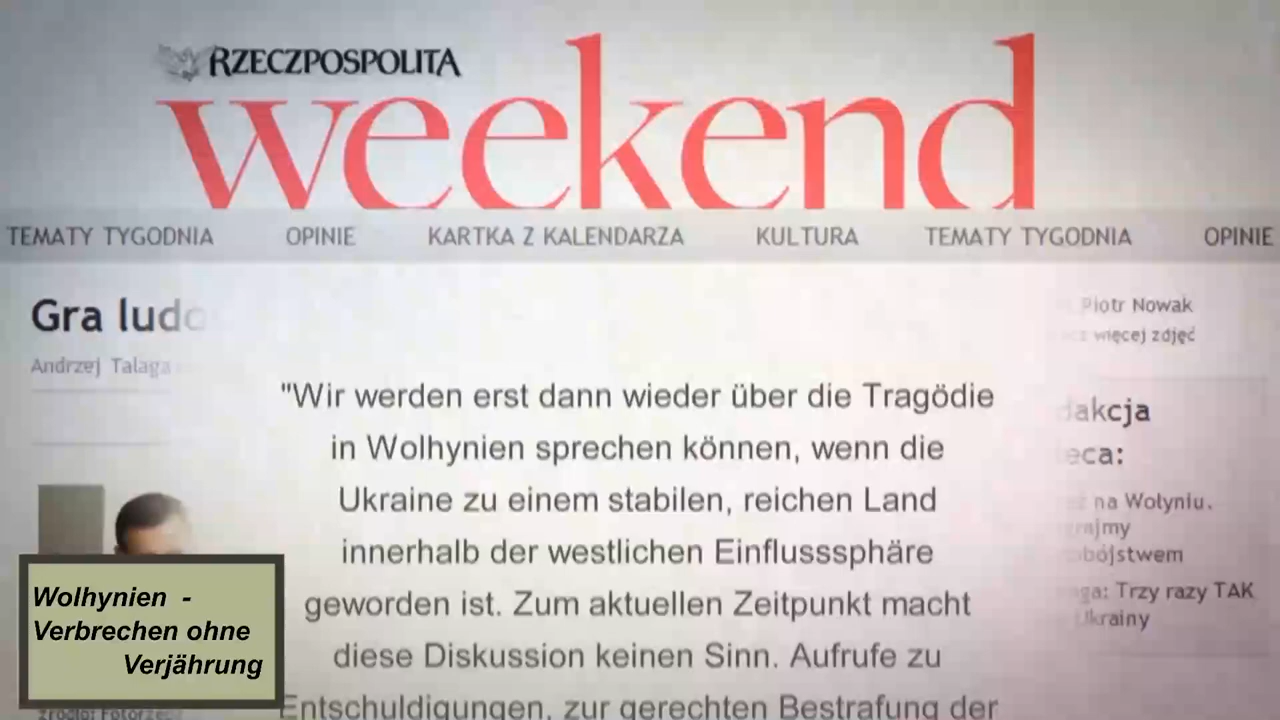 RZECZPOSPOLITA
weekend
TEMATY TYGODNIA OPINIE KARTKA Z KALENDARZA KULTURA TEMATY TYGODNIA OPINIE
Gra
Andrzej Talaga
Piotr Nowak
więcej zdjęć
"Wir werden erst dann wieder über die Tragödie
in Wolhynien sprechen können, wenn die
Ukraine zu einem stabilen, reichen Land
innerhalb der westlichen Einflusssphäre
geworden ist. Zum aktuellen Zeitpunkt macht
diese Diskussion keinen Sinn. Aufrufe zu
Entschuldigungen, zur gerechten Bestrafung der
na Wołyniu.
Trzy razy TAK
Ukrainy
Wolhynien -
Verbrechen ohne
Verjährung